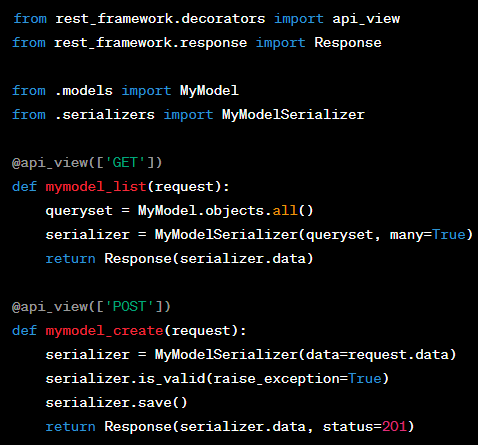 from rest_framework.decorators import api_view
from rest_framework.response import Response

from .models import MyModel
from .serializers import MyModelSerializer

@api_view(['GET'])
def mymodel_list(request):
    queryset = MyModel.objects.all()
    serializer = MyModelSerializer(queryset, many=True)
    return Response(serializer.data)

@api_view(['POST'])
def mymodel_create(request):
    serializer = MyModelSerializer(data=request.data)
    serializer.is_valid(raise_exception=True)
    serializer.save()
    return Response(serializer.data, status=201)